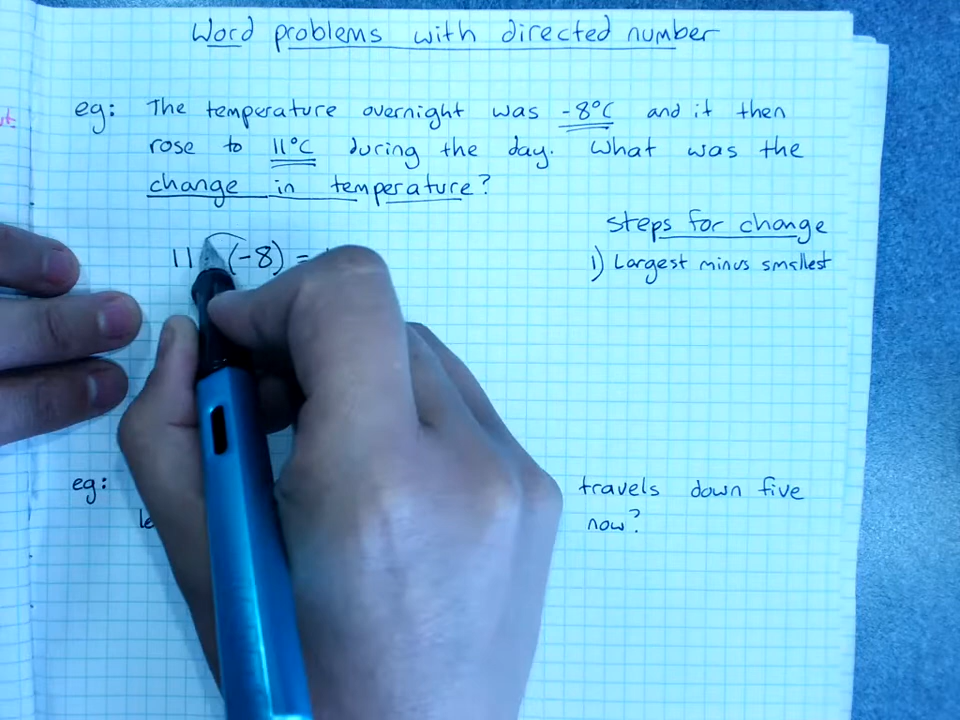 Word problems with directed number
eg: The temperature overnight was -8°C and it then
rose to 11°C during the day. What was the
change in temperature?
steps for change
11 (-8) =
1) Largest minus smallest
eg: travels down five
now?